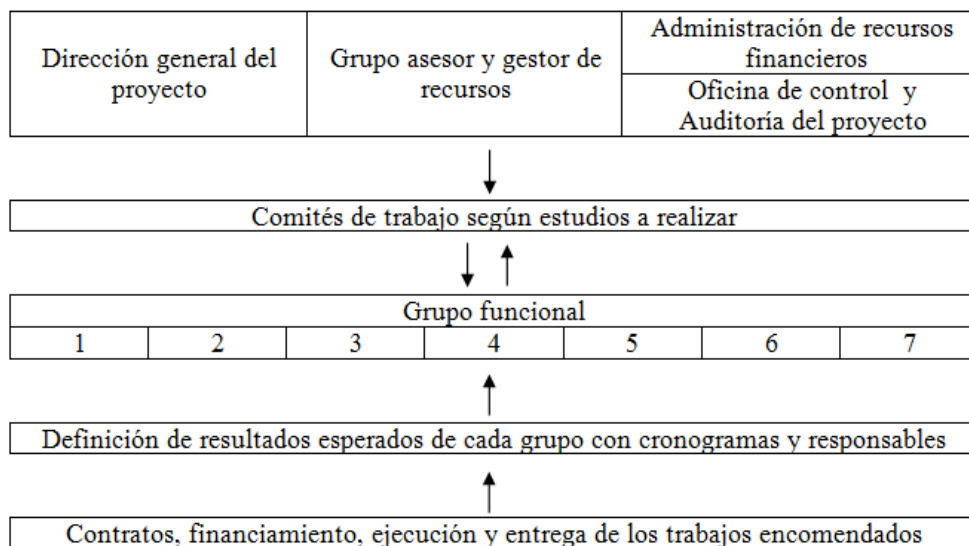 Dirección general del
proyecto
Grupo asesor y gestor de
recursos
Administración de recursos
financieros
Oficina de control y
Auditoría del proyecto
Comités de trabajo según estudios a realizar
Grupo funcional
1 2 3 4 5 6 7
Definición de resultados esperados de cada grupo con cronogramas y responsables
Contratos, financiamiento, ejecución y entrega de los trabajos encomendados